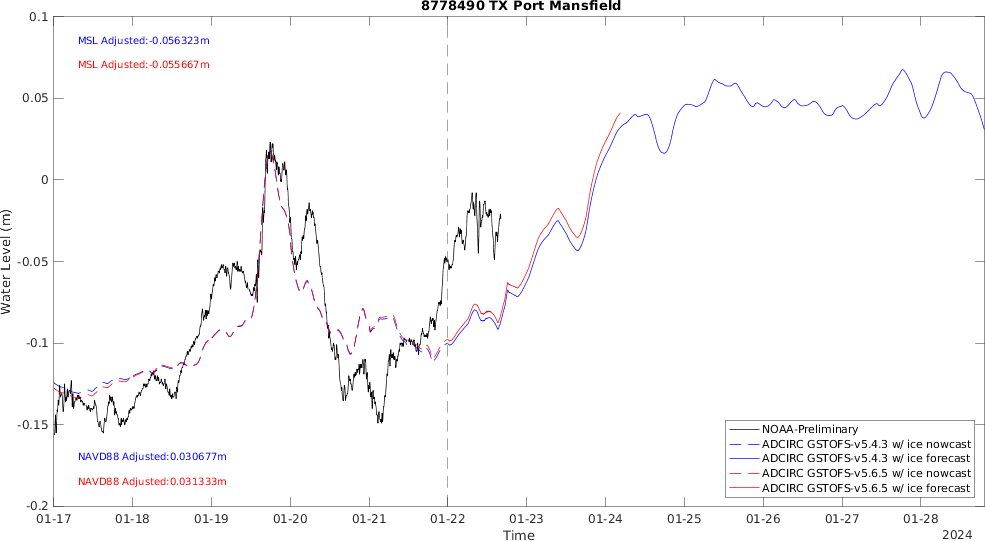 8778490 TX Port Mansfield
0.1
0.05
0
-0.05
-0.1
-0.15
-0.2
Water Level (m)
MSL Adjusted:-0.056323m
MSL Adjusted:-0.055667m
NAVD88 Adjusted:0.030677m
NAVD88 Adjusted:0.031333m
NOAA-Preliminary
ADCIRC GSTOFS-v5.4.3 w/ ice nowcast
ADCIRC GSTOFS-v5.4.3 w/ ice forecast
ADCIRC GSTOFS-v5.6.5 w/ ice nowcast
ADCIRC GSTOFS-v5.6.5 w/ ice forecast
01-17 01-18 01-19 01-20 01-21 01-22 01-23 01-24 01-25 01-26 01-27 01-28
Time
2024